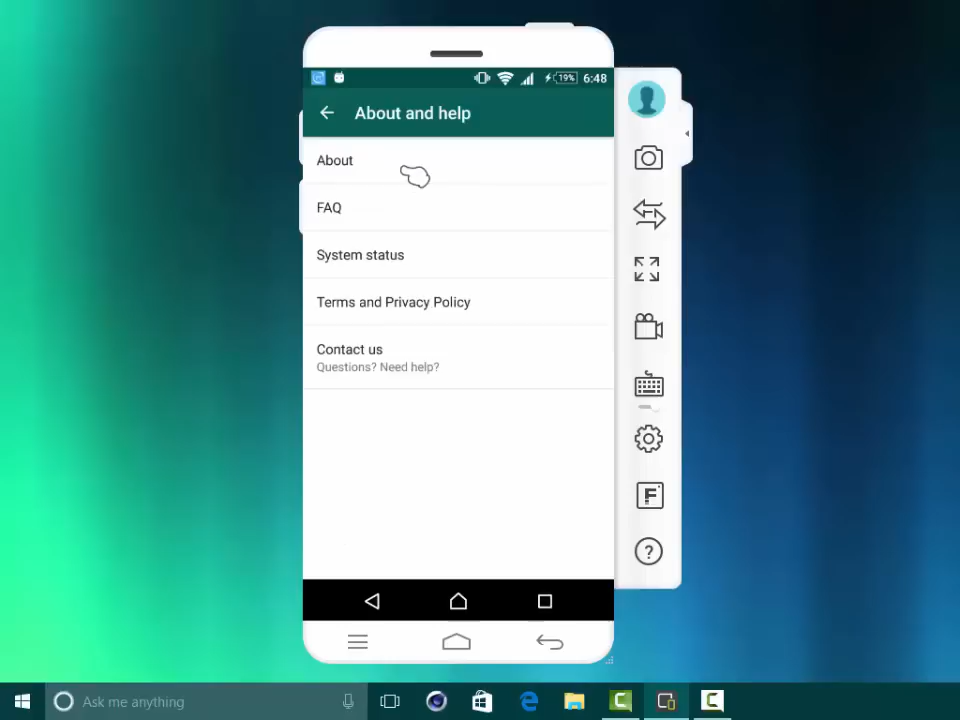 19%
6:48
About and help
About
FAQ
System status
Terms and Privacy Policy
Contact us
Questions? Need help?
F
?
Ask me anything